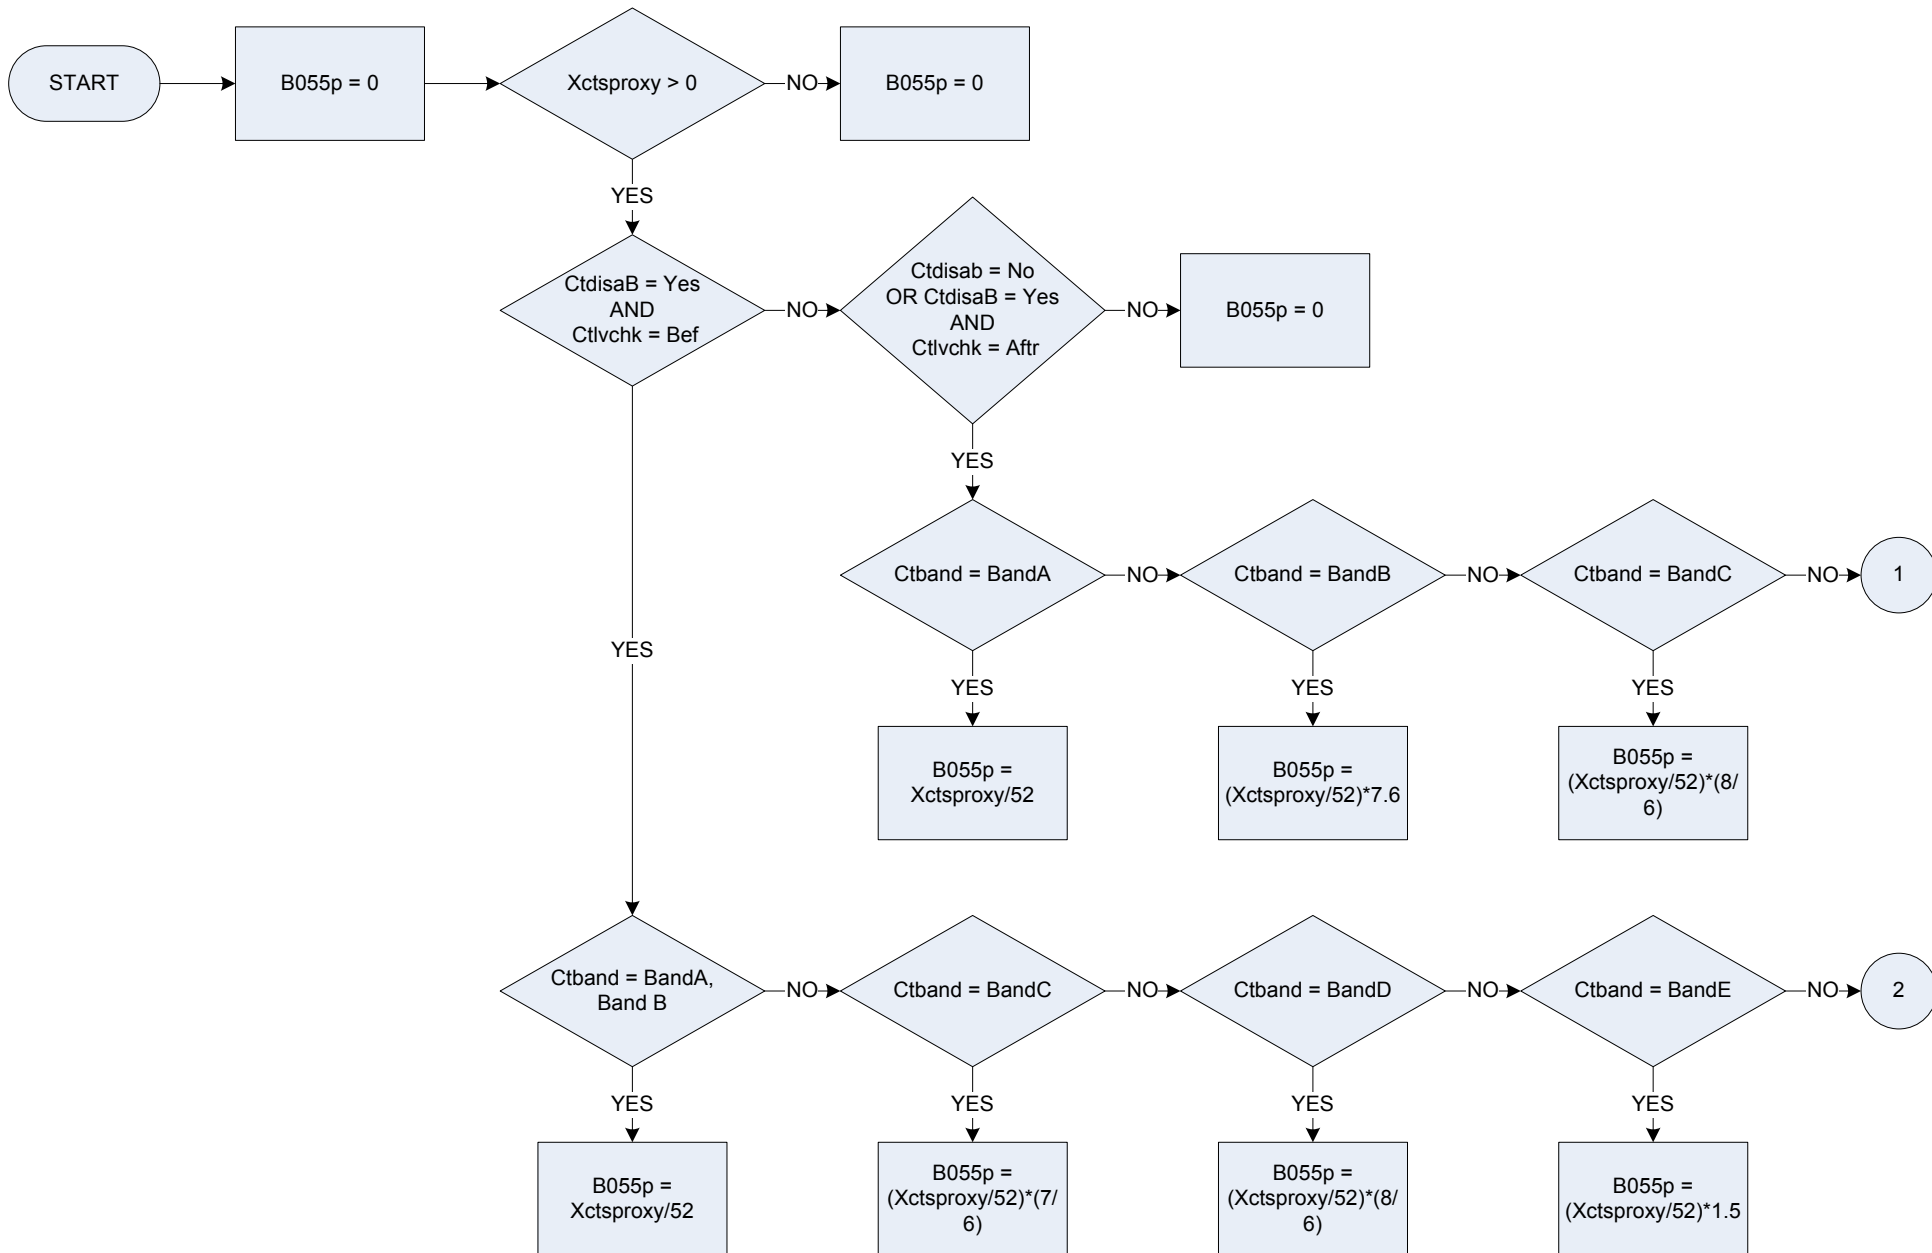 START
B055p = 0
Xctsproxy > 0
NO
B055p = 0
YES
CtdisaB = Yes
AND
Ctlvchk = Bef
NO
Ctdisab = No
OR CtdisaB = Yes
AND
Ctlvchk = Aftr
NO
B055p = 0
YES
YES
Ctband = BandA
NO
Ctband = BandB
NO
Ctband = BandC
NO
1
YES
YES
YES
B055p =
Xctsproxy/52
B055p =
(Xctsproxy/52)*7.6
B055p =
(Xctsproxy/52)*(8/
6)
Ctband = BandA,
Band B
NO
Ctband = BandC
NO
Ctband = BandD
NO
Ctband = BandE
NO
2
YES
YES
YES
YES
B055p =
Xctsproxy/52
B055p =
(Xctsproxy/52)*(7/
6)
B055p =
(Xctsproxy/52)*(8/
6)
B055p =
(Xctsproxy/52)*1.5